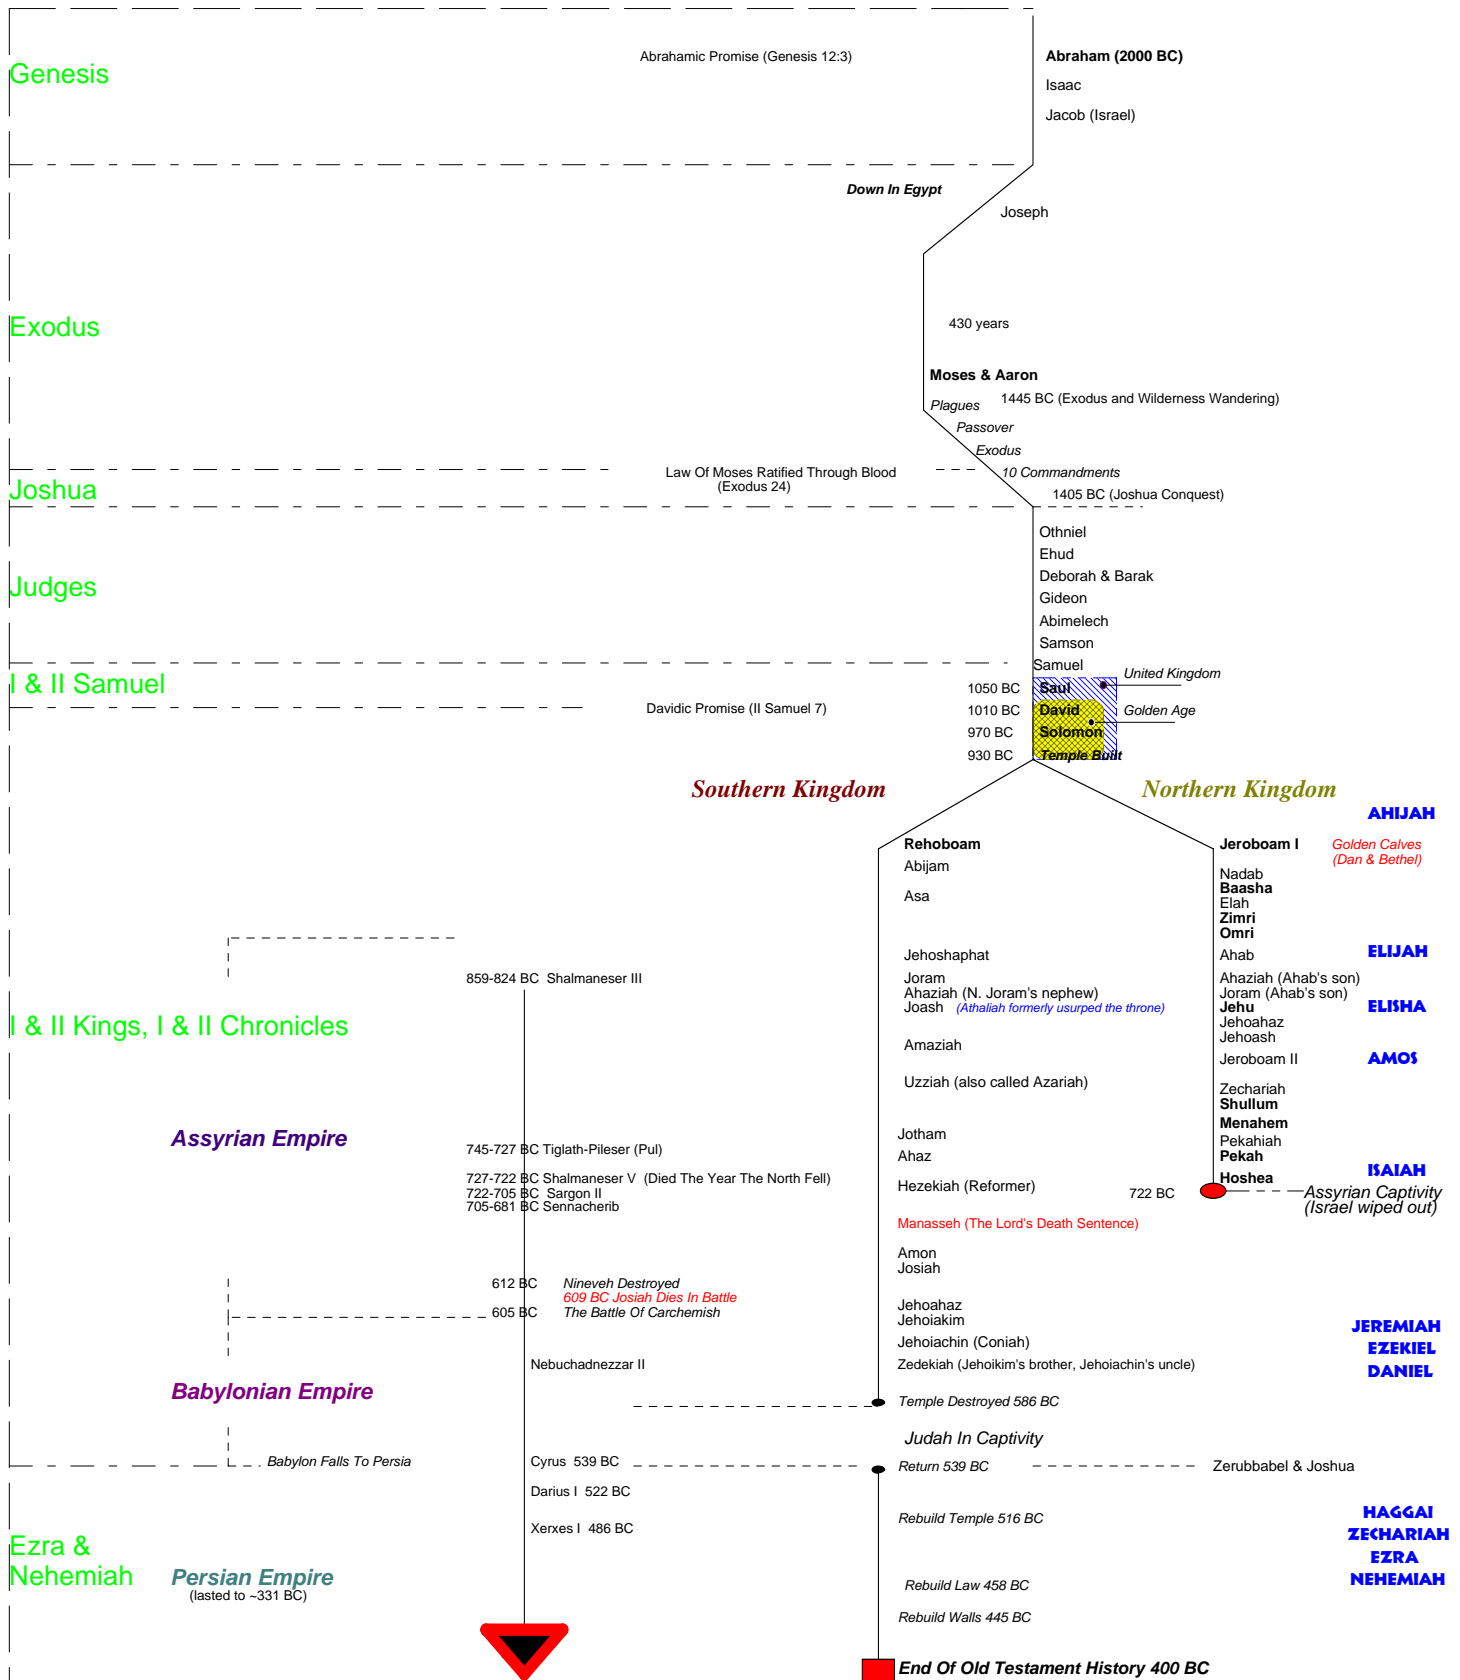 Abrahamic Promise (Genesis 12:3)
Abraham (2000 BC)
Genesis
Isaac
Jacob (Israel)
Down In Egypt
Joseph
Exodus
430 years
Moses & Aaron
1445 BC (Exodus and Wilderness Wandering)
Plagues
Passover
Exodus
Law Of Moses Ratified Through Blood
(Exodus 24)
10 Commandments
Joshua
1405 BC (Joshua Conquest)
Othniel
Ehud
Deborah & Barak
Judges
Gideon
Abimelech
Samson
Samuel
United Kingdom
I & II Samuel
1050 BC Saul
Davidic Promise (II Samuel 7)
1010 BC David
Golden Age
970 BC Solomon
930 BC Temple Built
Southern Kingdom
Northern Kingdom
AHIJAH
Rehoboam
Jeroboam I
Golden Calves
(Dan & Bethel)
Abijam
Nadab
Baasha
Asa
Elah
Zimri
Omri
Jehoshaphat
Ahab
ELIJAH
859-824 BC Shalmaneser III
Joram
Ahaziah (Ahab's son)
Ahaziah (N. Joram's nephew)
Joram (Ahab's son)
Joash (Athaliah formerly usurped the throne)
Jehu
ELISHA
I & II Kings, I & II Chronicles
Jehoahaz
Jehoash
Amaziah
Jeroboam II
AMOS
Uzziah (also called Azariah)
Zechariah
Shullum
Menahem
Assyrian Empire
Jotham
Pekahiah
745-727 BC Tiglath-Pileser (Pul)
Ahaz
Pekah
ISAIAH
727-722 BC Shalmaneser V (Died The Year The North Fell)
Hoshea
Hezekiah (Reformer)
722-705 BC Sargon II
722 BC
Assyrian Captivity
(Israel wiped out)
705-681 BC Sennacherib
Manasseh (The Lord's Death Sentence)
Amon
Josiah
612 BC Nineveh Destroyed
609 BC Josiah Dies In Battle
605 BC The Battle Of Carchemish
Jehoahaz
Jehoiakim
JEREMIAH
Jehoiachin (Coniah)
EZEKIEL
Nebuchadnezzar II
Zedekiah (Jehoikim's brother, Jehoiachin's uncle)
DANIEL
Babylonian Empire
Temple Destroyed 586 BC
Judah In Captivity
Babylon Falls To Persia
Cyrus 539 BC
Return 539 BC
Zerubbabel & Joshua
Darius I 522 BC
Rebuild Temple 516 BC
HAGGAI
Xerxes I 486 BC
ZECHARIAH
Ezra &
Nehemiah
EZRA
Persian Empire
(lasted to ~331 BC)
NEHEMIAH
Rebuild Law 458 BC
Rebuild Walls 445 BC
End Of Old Testament History 400 BC